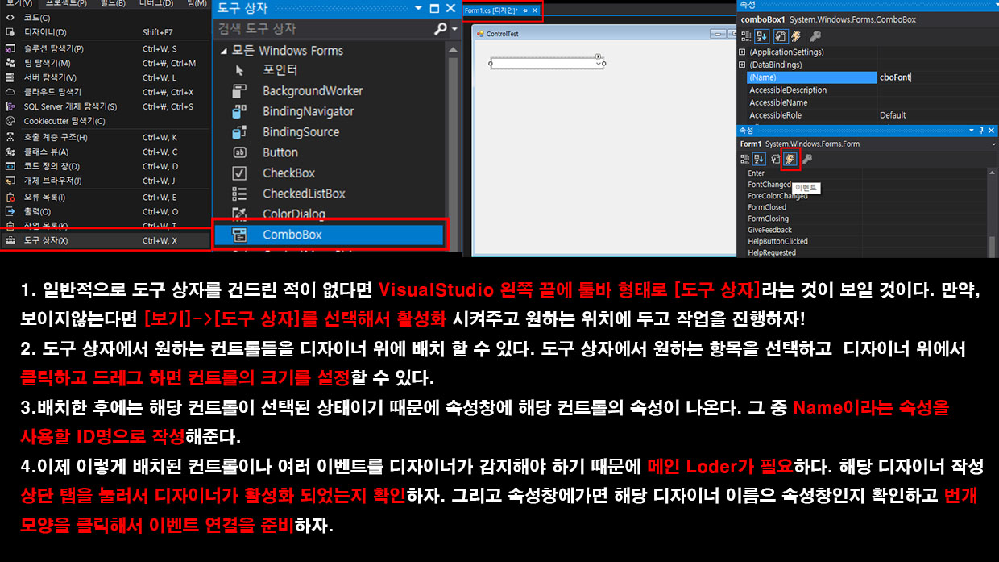 보기(V) 프로젝트(P) 빌드(B) 디버그(D) 팀(M)
코드(C)
디자이너(D) Shift+F7
솔루션 탐색기(P) Ctrl+W, S
팀 탐색기(M) Ctrl+₩, Ctrl+M
서버 탐색기(V) Ctrl+W, L
클라우드 탐색기 Ctrl+₩, Ctrl+X
SQL Server 개체 탐색기(S) Ctrl+₩, Ctrl+S
Cookiecutter 탐색기(C)
호출 계층 구조(H) Ctrl+W, K
클래스 뷰(A) Ctrl+W, C
코드 정의 창(D) Ctrl+W, D
개체 브라우저(J) Ctrl+W, J
오류 목록(I) Ctrl+W, E
출력(O) Ctrl+W, O
작업 목록(K) Ctrl+W, T
도구 상자(X) Ctrl+W, X
도구 상자
검색 도구 상자
모든 Windows Forms
포인터
BackgroundWorker
BindingNavigator
BindingSource
Button
CheckBox
CheckedListBox
ColorDialog
ComboBox
Form1.cs [디자인]*
ControlTest
속성
comboBox1 System.Windows.Forms.ComboBox
(ApplicationSettings)
(DataBindings)
(Name) cboFont
AccessibleDescription
AccessibleName
AccessibleRole Default
속성
Form1 System.Windows.Forms.Form
Enter
FontChanged
이벤트
ForeColorChanged
FormClosed
FormClosing
GiveFeedback
HelpButtonClicked
HelpRequested
1. 일반적으로 도구 상자를 건드린 적이 없다면 VisualStudio 왼쪽 끝에 툴바 형태로 [도구 상자]라는 것이 보일 것이다. 만약,
보이지않는다면 [보기]->[도구 상자]를 선택해서 활성화 시켜주고 원하는 위치에 두고 작업을 진행하자!
2. 도구 상자에서 원하는 컨트롤들을 디자이너 위에 배치 할 수 있다. 도구 상자에서 원하는 항목을 선택하고 디자이너 위에서
클릭하고 드레그 하면 컨트롤의 크기를 설정할 수 있다.
3.배치한 후에는 해당 컨트롤이 선택된 상태이기 때문에 속성창에 해당 컨트롤의 속성이 나온다. 그 중 Name이라는 속성을
사용할 ID명으로 작성해준다.
4.이제 이렇게 배치된 컨트롤이나 여러 이벤트를 디자이너가 감지해야 하기 때문에 메인 Loder가 필요하다. 해당 디자이너 작성
상단 탭을 눌러서 디자이너가 활성화 되었는지 확인하자. 그리고 속성창에가면 해당 디자이너 이름으 속성창인지 확인하고 번개
모양을 클릭해서 이벤트 연결을 준비하자.